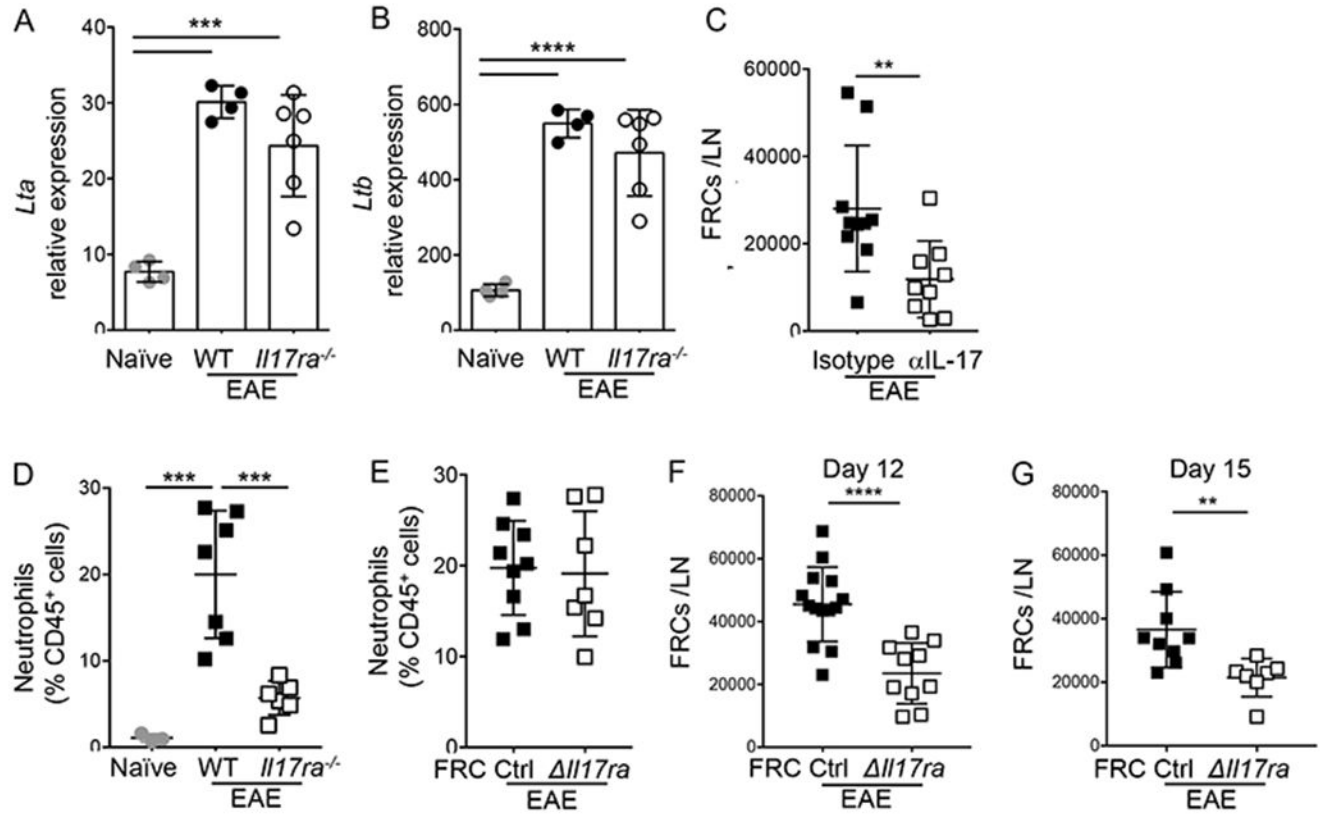 A
Lta
relative expression
40
30
20
10
0
***
Naïve WT Il17ra-/-
EAE
B
Ltb
relative expression
800
600
400
200
0
****
Naïve WT Il17ra-/-
EAE
C
FRCs /LN
60000
40000
20000
0
**
Isotype αIL-17
EAE
D
Neutrophils
(% CD45+ cells)
30
20
10
0
*** ***
Naïve WT Il17ra-/-
EAE
E
Neutrophils
(% CD45+ cells)
30
20
10
0
FRC Ctrl ΔIl17ra
EAE
F
Day 12
FRCs /LN
80000
60000
40000
20000
0
****
FRC Ctrl ΔIl17ra
EAE
G
Day 15
FRCs /LN
80000
60000
40000
20000
0
**
FRC Ctrl ΔIl17ra
EAE